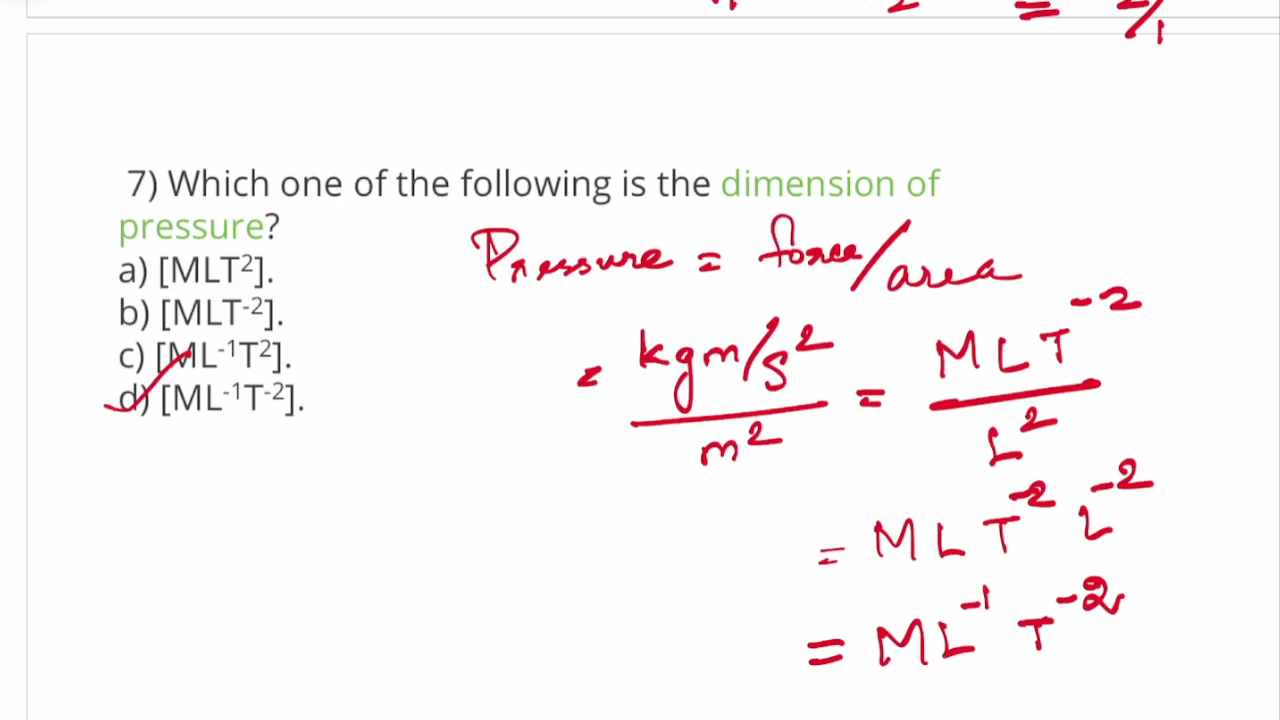 7) Which one of the following is the dimension of
pressure?
a) [MLT²].
b) [MLT⁻²].
c) [ML⁻¹T²].
d) [ML⁻¹T⁻²].
Pressure = force/area
= kgm/s² / m² = MLT⁻² / L²
= MLT⁻² L⁻²
= ML⁻¹ T⁻²